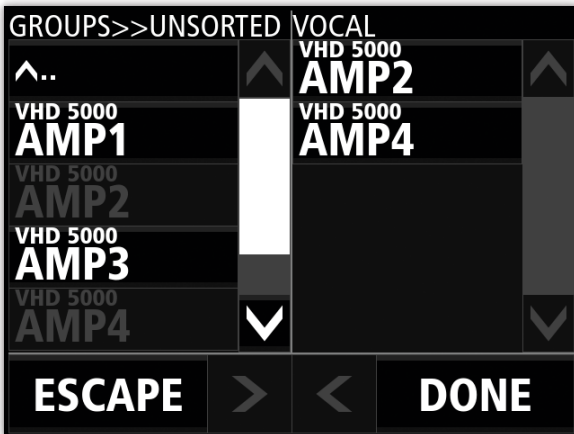 GROUPS>>UNSORTED
^..
VHD 5000
AMP1
VHD 5000
AMP2
VHD 5000
AMP3
VHD 5000
AMP4
VOCAL
VHD 5000
AMP2
VHD 5000
AMP4
ESCAPE > < DONE